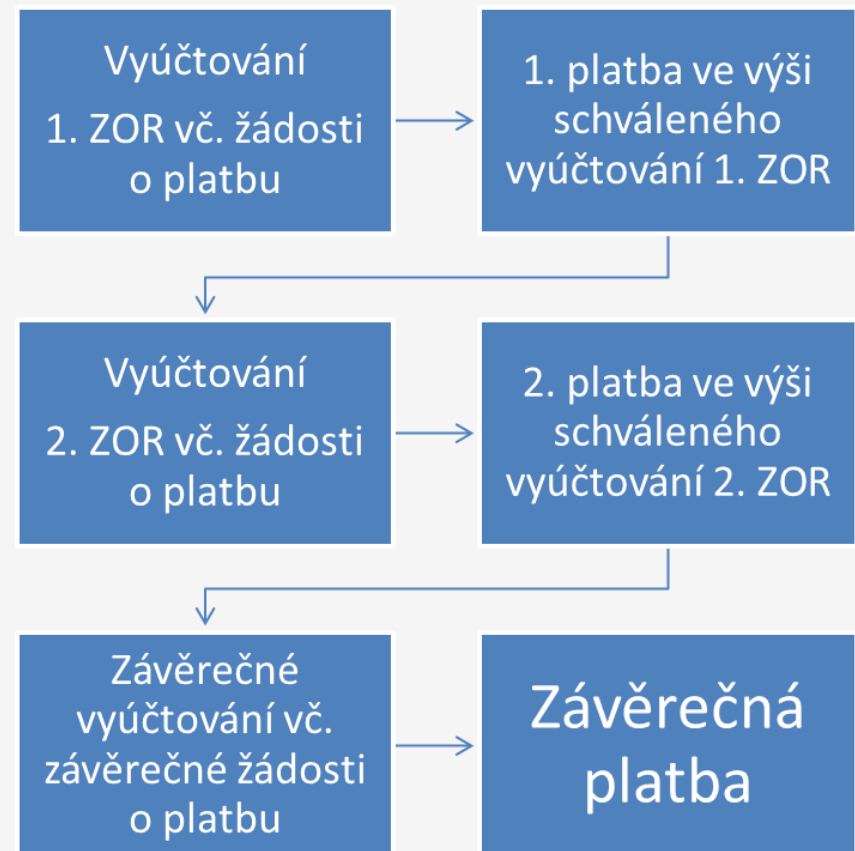 Vyúčtování
1. ZOR vč. žádosti
o platbu
1. platba ve výši
schváleného
vyúčtování 1. ZOR
Vyúčtování
2. ZOR vč. žádosti
o platbu
2. platba ve výši
schváleného
vyúčtování 2. ZOR
Závěrečné
vyúčtování vč.
závěrečné žádosti
o platbu
Závěrečná
platba